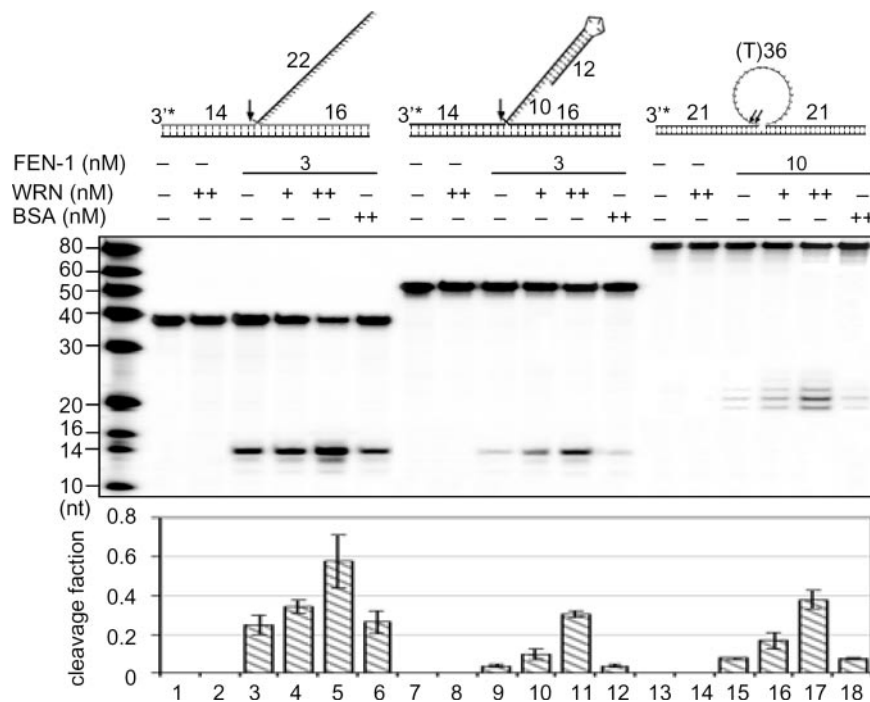 22
12
(T)36
3'* 14 16
14 10 16
3'* 21 21
3'*
FEN-1 (nM) – – 3 – – 3 – – 10
WRN (nM) – ++ – + ++ – – ++ – + ++ – – ++ – + ++ –
BSA (nM) – – – – – ++ – – – – – ++ – – – – – ++
80
60
50
40
30
20
16
14
10
(nt)
cleavage faction
0.8
0.6
0.4
0.2
0
1 2 3 4 5 6 7 8 9 10 11 12 13 14 15 16 17 18